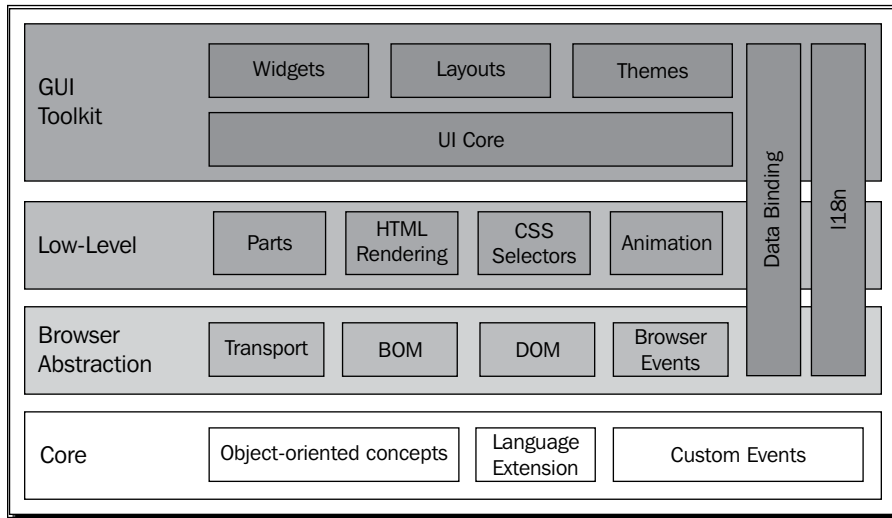 GUI
Toolkit
Widgets
Layouts
Themes
UI Core
Data Binding
I18n
Low-Level
Parts
HTML
Rendering
CSS
Selectors
Animation
Browser
Abstraction
Transport
BOM
DOM
Browser
Events
Core
Object-oriented concepts
Language
Extension
Custom Events